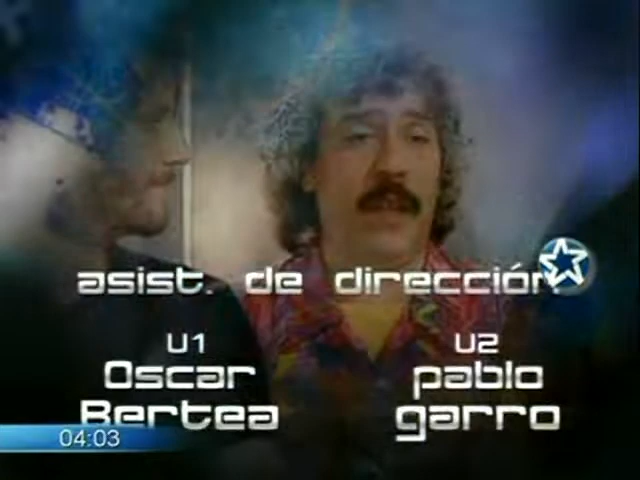 asist. de dirección
U1 U2
Oscar pablo
Bertea garro
04:03